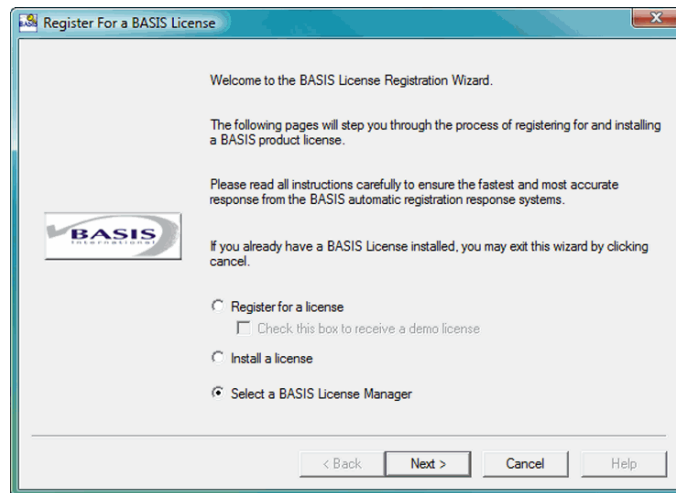 Register For a BASIS License
Welcome to the BASIS License Registration Wizard.
The following pages will step you through the process of registering for and installing
a BASIS product license.
Please read all instructions carefully to ensure the fastest and most accurate
response from the BASIS automatic registration response systems.
BASIS
International
If you already have a BASIS License installed, you may exit this wizard by clicking
cancel.
Register for a license
Check this box to receive a demo license
Install a license
Select a BASIS License Manager
< Back
Next >
Cancel
Help